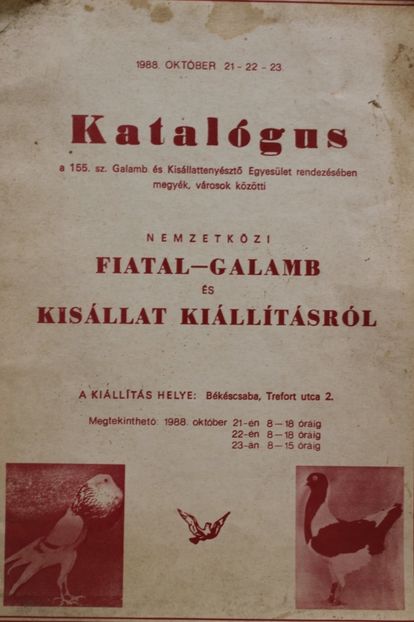 1988. OKTÓBER 21 - 22 - 23.
Katalógus
a 155. sz. Galamb és Kisállattenyésztő Egyesület rendezésében
megyék, városok közötti
NEMZETKÖZI
FIATAL—GALAMB
ÉS
KISÁLLAT KIÁLLÍTÁSRÓL
A KIÁLLÍTÁS HELYE: Békéscsaba, Trefort utca 2.
Megtekinthető: 1988. október 21-én 8—18 óráig
22-én 8—18 óráig
23-án 8—15 óráig